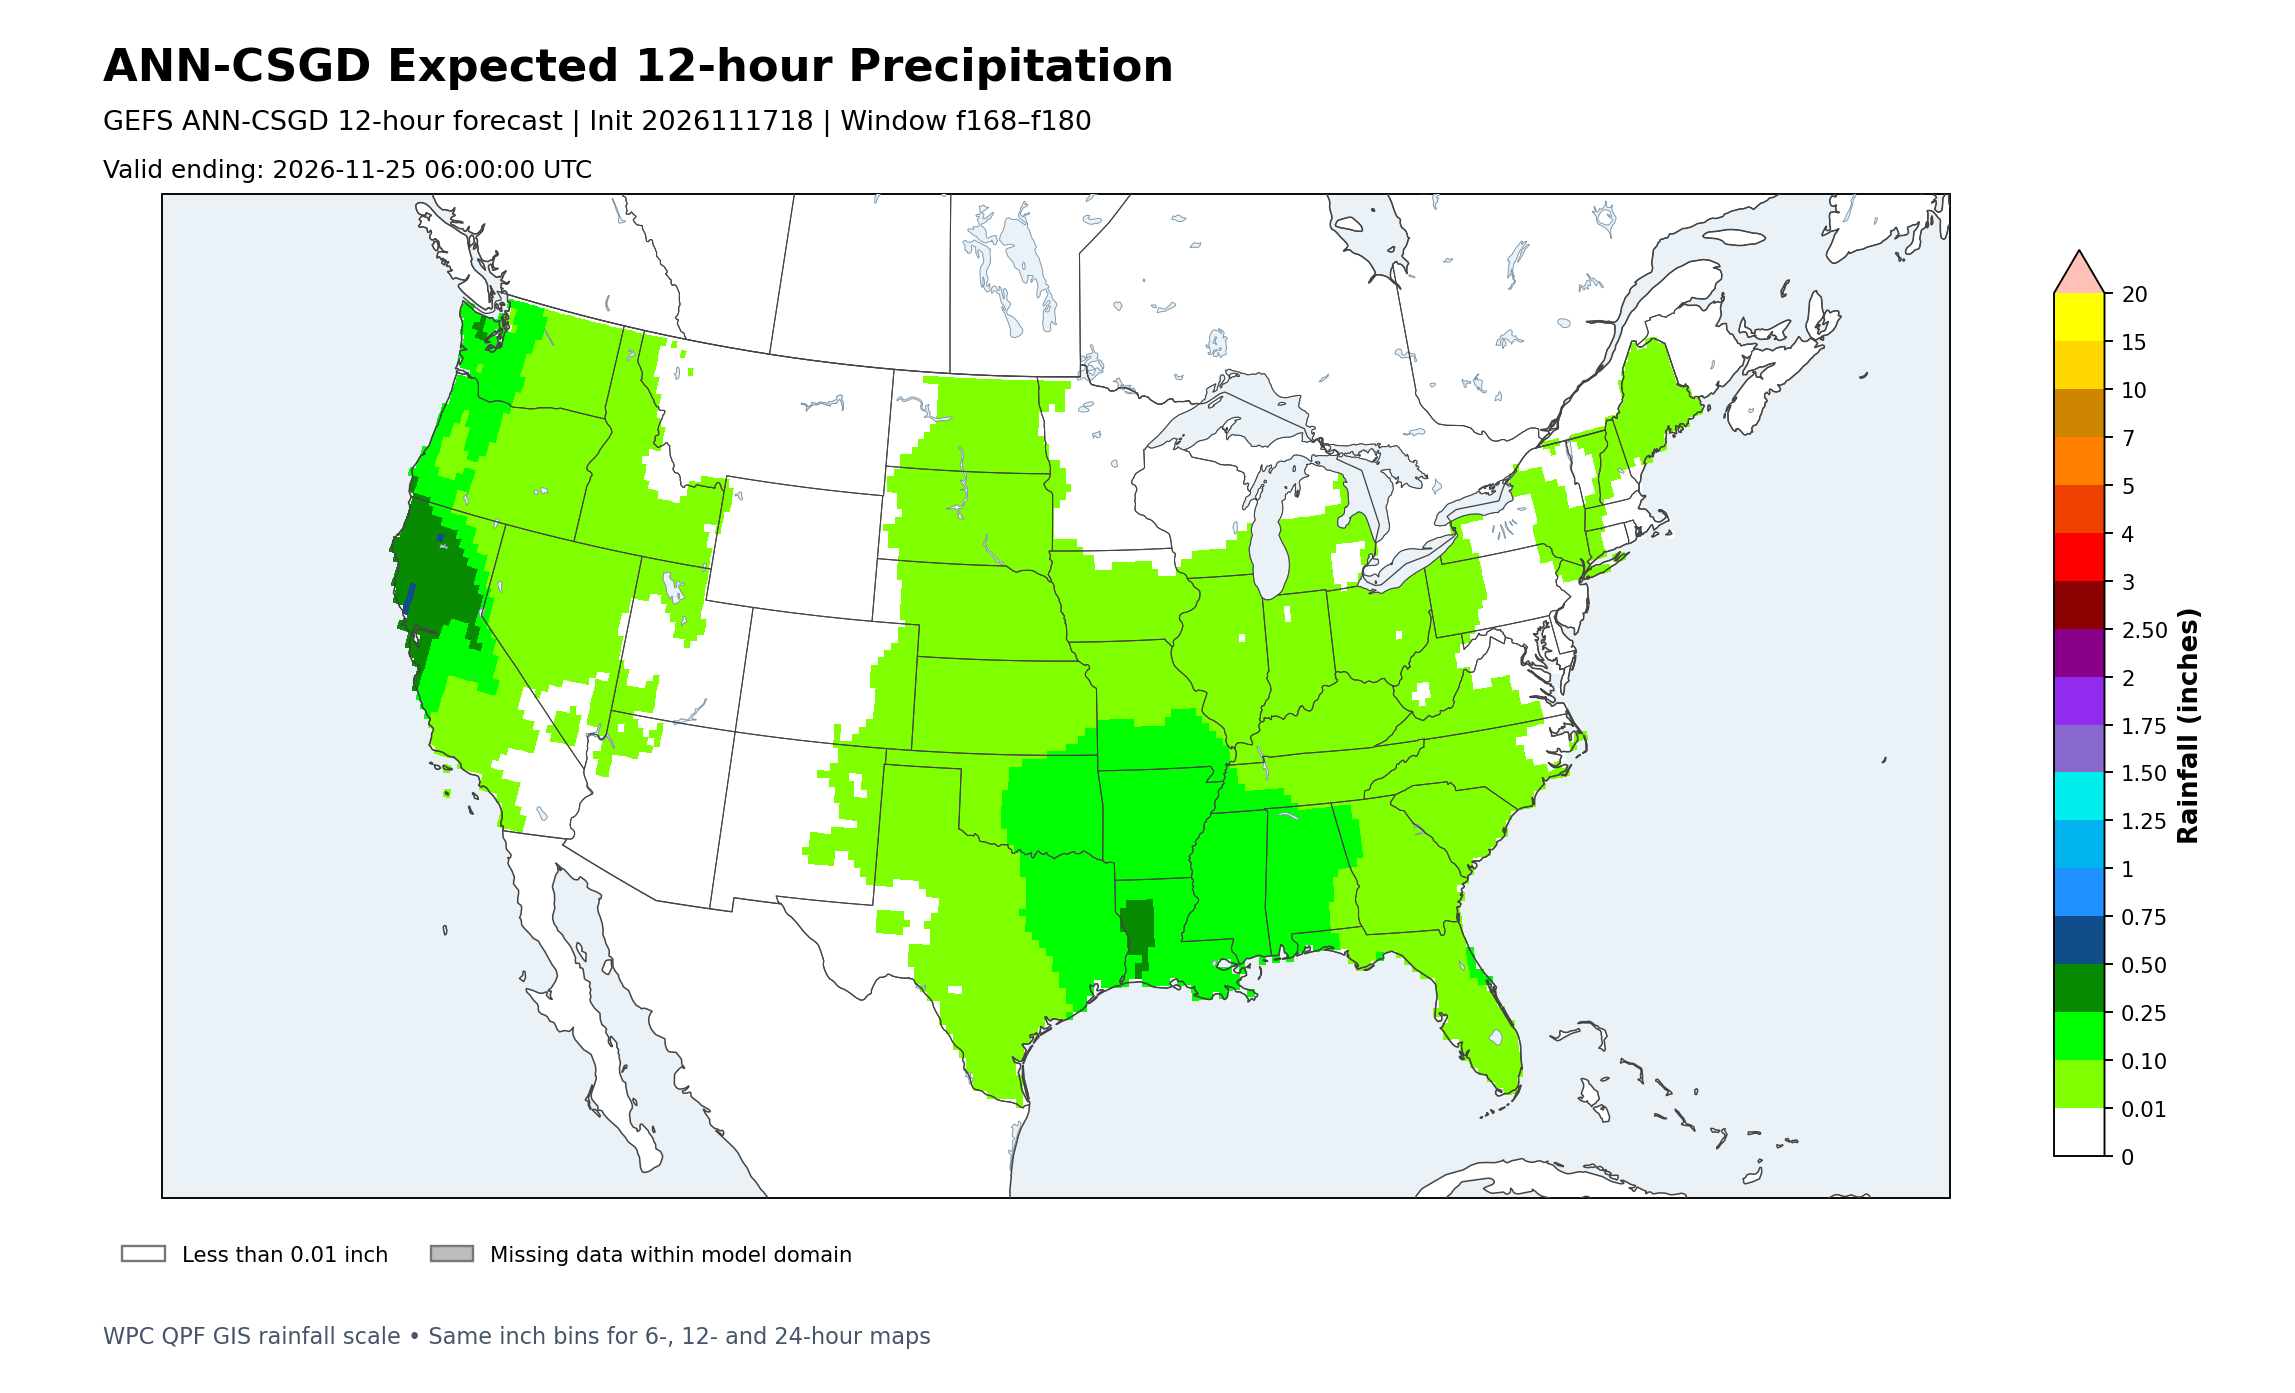 ANN-CSGD Expected 12-hour Precipitation
GEFS ANN-CSGD 12-hour forecast | Init 2026111718 | Window f168–f180
Valid ending: 2026-11-25 06:00:00 UTC
20
15
10
7
5
4
3
2.50
2
1.75
1.50
1.25
1
0.75
0.50
0.25
0.10
0.01
0
Rainfall (inches)
Less than 0.01 inch
Missing data within model domain
WPC QPF GIS rainfall scale • Same inch bins for 6-, 12- and 24-hour maps